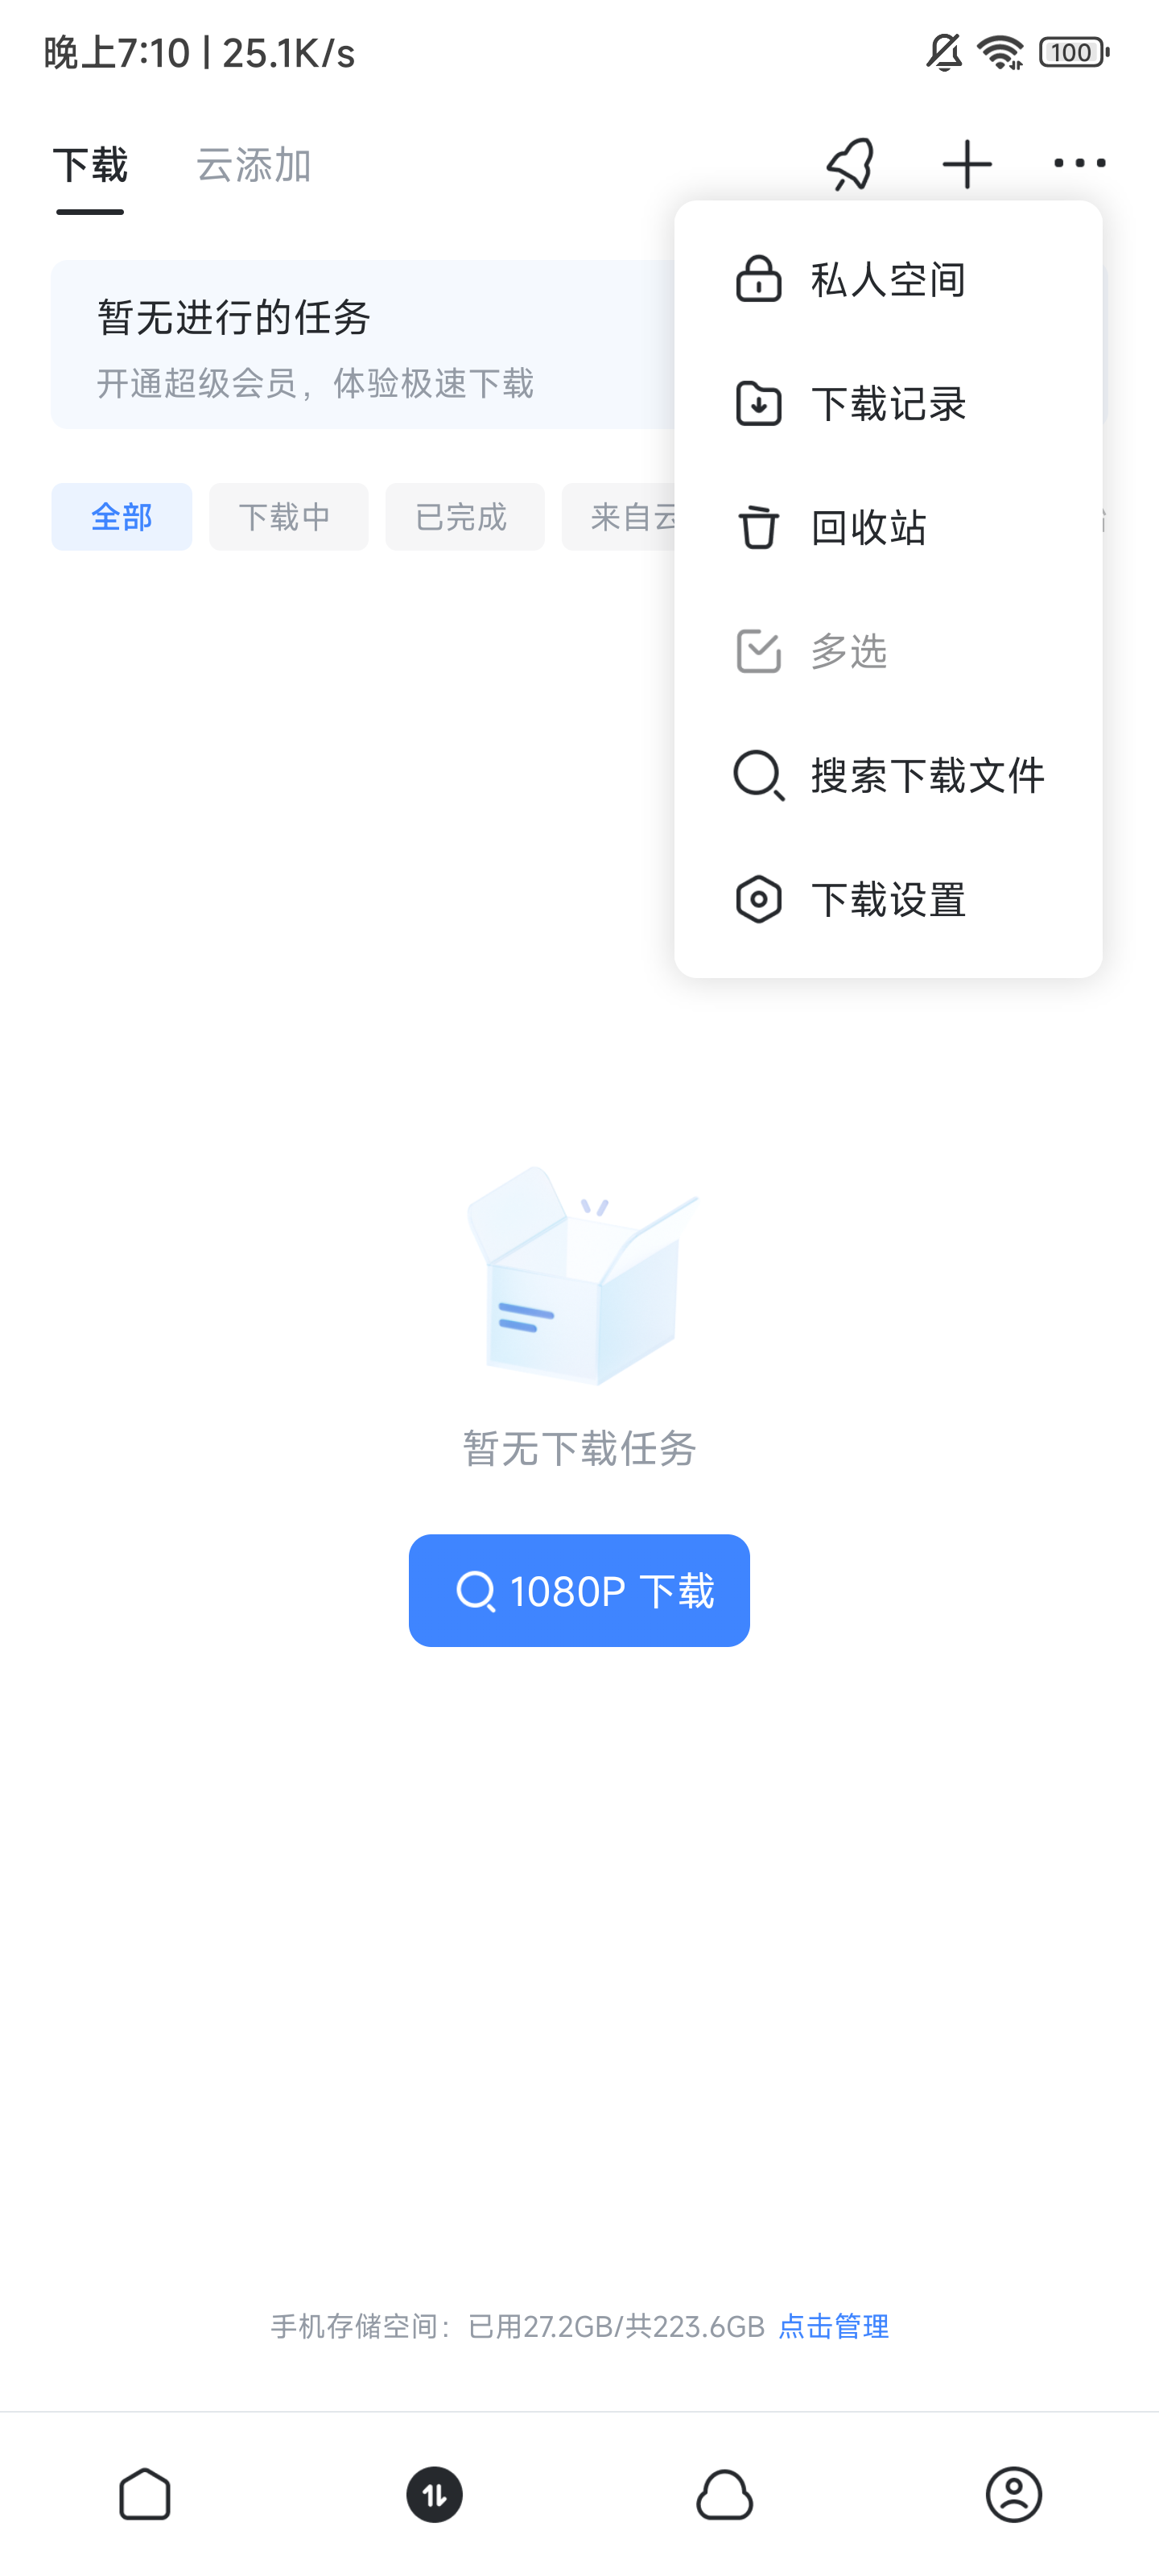 晚上7:10 | 25.1K/s
100
下载 云添加
私人空间
暂无进行的任务
开通超级会员，体验极速下载
下载记录
全部 下载中 已完成 来自云
回收站
多选
搜索下载文件
下载设置
暂无下载任务
1080P 下载
手机存储空间：已用27.2GB/共223.6GB 点击管理